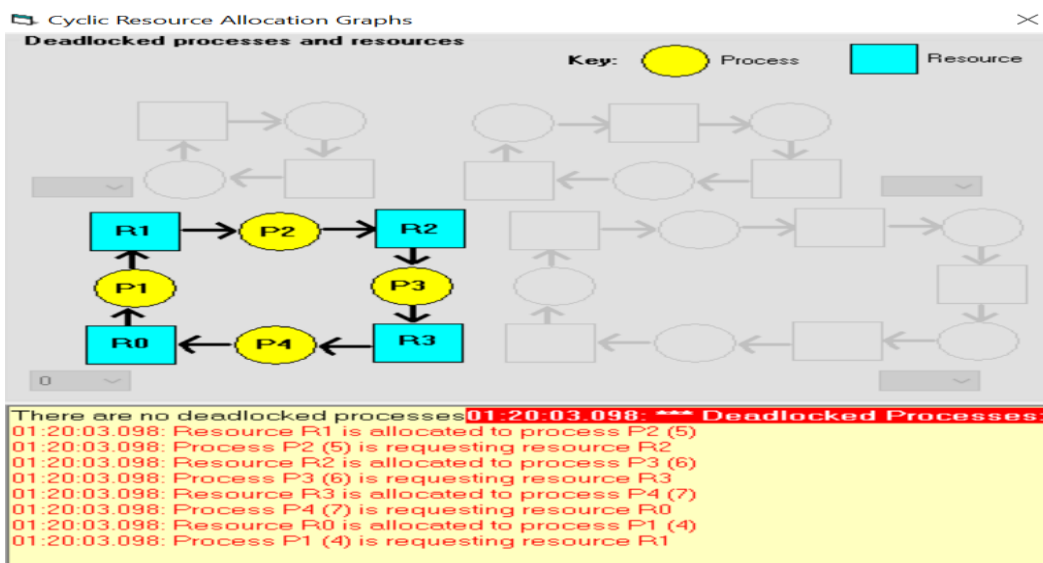 Cyclic Resource Allocation Graphs
Deadlocked processes and resources
Key: Process Resource
R1 P2 R2
P1 P3
R0 P4 R3
0
There are no deadlocked processes01:20:03.098: *** Deadlocked Processes:
01:20:03.098: Resource R1 is allocated to process P2 (5)
01:20:03.098: Process P2 (5) is requesting resource R2
01:20:03.098: Resource R2 is allocated to process P3 (6)
01:20:03.098: Process P3 (6) is requesting resource R3
01:20:03.098: Resource R3 is allocated to process P4 (7)
01:20:03.098: Process P4 (7) is requesting resource R0
01:20:03.098: Resource R0 is allocated to process P1 (4)
01:20:03.098: Process P1 (4) is requesting resource R1